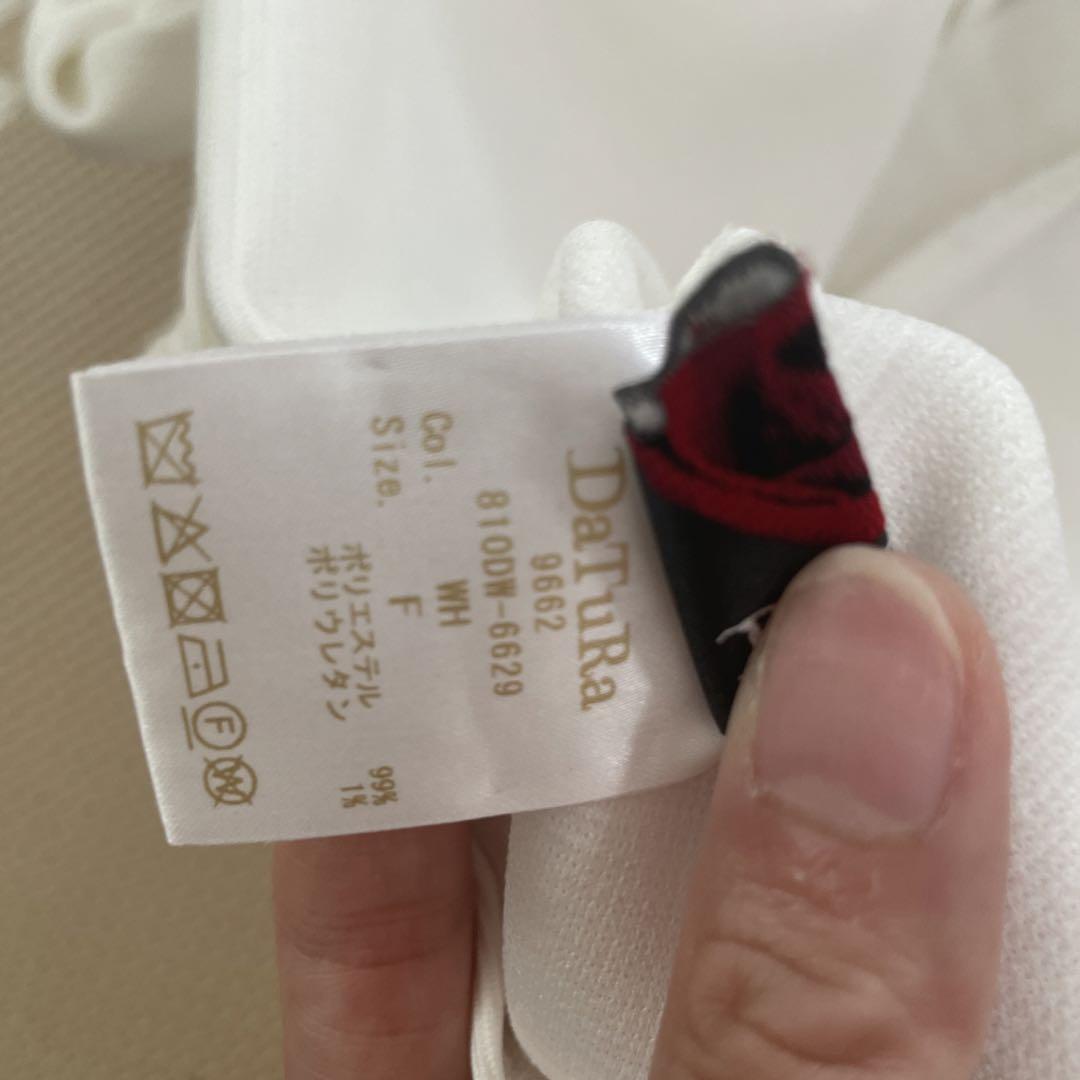 DaTuRa
9662
810DW-6629
Col. WH
Size. F
ポリエステル 99%
ポリウレタン 1%
F
W